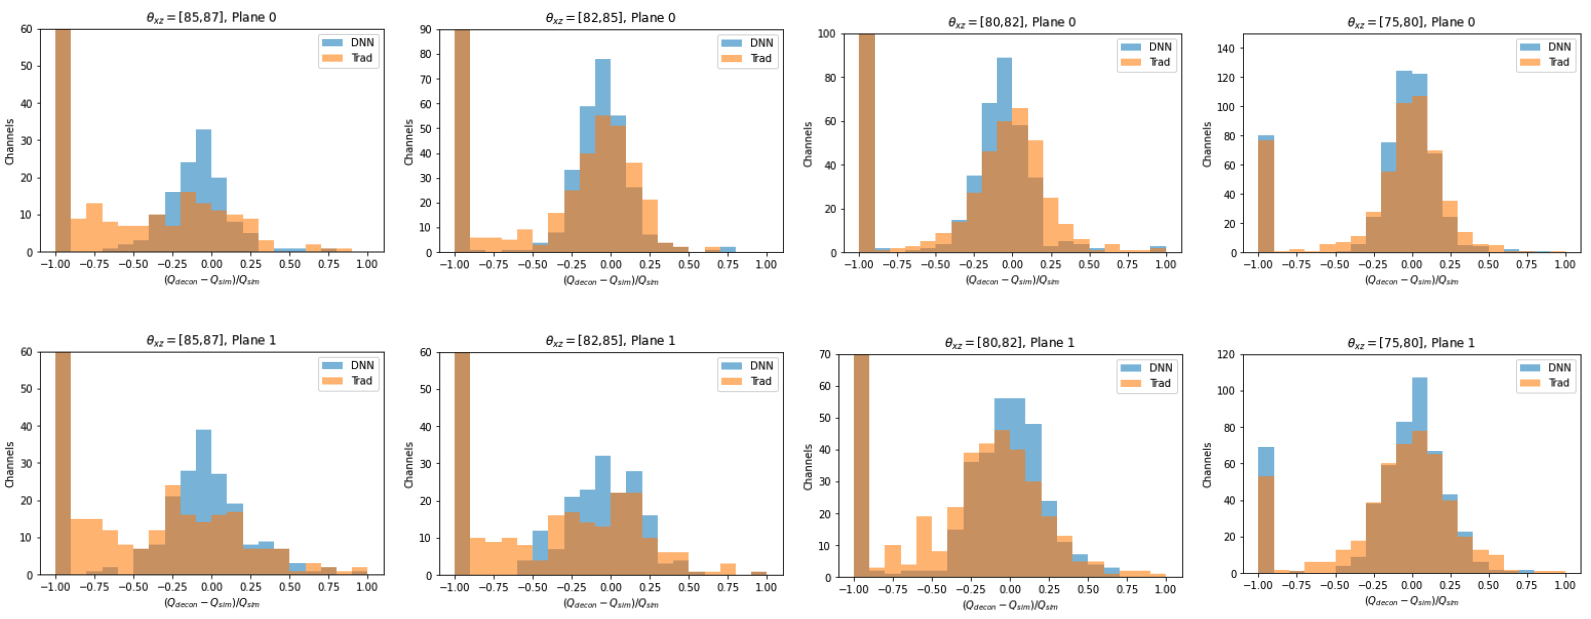 θxz = [85,87], Plane 0
60
50
40
30
20
10
0
Channels
DNN
Trad
−1.00 −0.75 −0.50 −0.25 0.00 0.25 0.50 0.75 1.00
(Qdecon − Qsim)/Qsim
θxz = [82,85], Plane 0
90
80
70
60
50
40
30
20
10
0
Channels
DNN
Trad
−1.00 −0.75 −0.50 −0.25 0.00 0.25 0.50 0.75 1.00
(Qdecon − Qsim)/Qsim
θxz = [80,82], Plane 0
100
80
60
40
20
0
Channels
DNN
Trad
−1.00 −0.75 −0.50 −0.25 0.00 0.25 0.50 0.75 1.00
(Qdecon − Qsim)/Qsim
θxz = [75,80], Plane 0
140
120
100
80
60
40
20
0
Channels
DNN
Trad
−1.00 −0.75 −0.50 −0.25 0.00 0.25 0.50 0.75 1.00
(Qdecon − Qsim)/Qsim
θxz = [85,87], Plane 1
60
50
40
30
20
10
0
Channels
DNN
Trad
−1.00 −0.75 −0.50 −0.25 0.00 0.25 0.50 0.75 1.00
(Qdecon − Qsim)/Qsim
θxz = [82,85], Plane 1
60
50
40
30
20
10
0
Channels
DNN
Trad
−1.00 −0.75 −0.50 −0.25 0.00 0.25 0.50 0.75 1.00
(Qdecon − Qsim)/Qsim
θxz = [80,82], Plane 1
70
60
50
40
30
20
10
0
Channels
DNN
Trad
−1.00 −0.75 −0.50 −0.25 0.00 0.25 0.50 0.75 1.00
(Qdecon − Qsim)/Qsim
θxz = [75,80], Plane 1
120
100
80
60
40
20
0
Channels
DNN
Trad
−1.00 −0.75 −0.50 −0.25 0.00 0.25 0.50 0.75 1.00
(Qdecon − Qsim)/Qsim